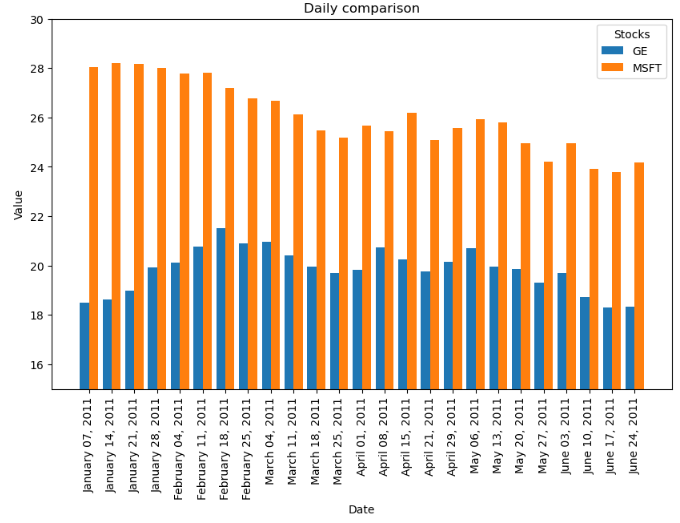 Daily comparison
30
28
26
24
22
20
18
16
Value
Stocks
GE
MSFT
January 07, 2011
January 14, 2011
January 21, 2011
January 28, 2011
February 04, 2011
February 11, 2011
February 18, 2011
February 25, 2011
March 04, 2011
March 11, 2011
March 18, 2011
March 25, 2011
April 01, 2011
April 08, 2011
April 15, 2011
April 21, 2011
April 29, 2011
May 06, 2011
May 13, 2011
May 20, 2011
May 27, 2011
June 03, 2011
June 10, 2011
June 17, 2011
June 24, 2011
Date